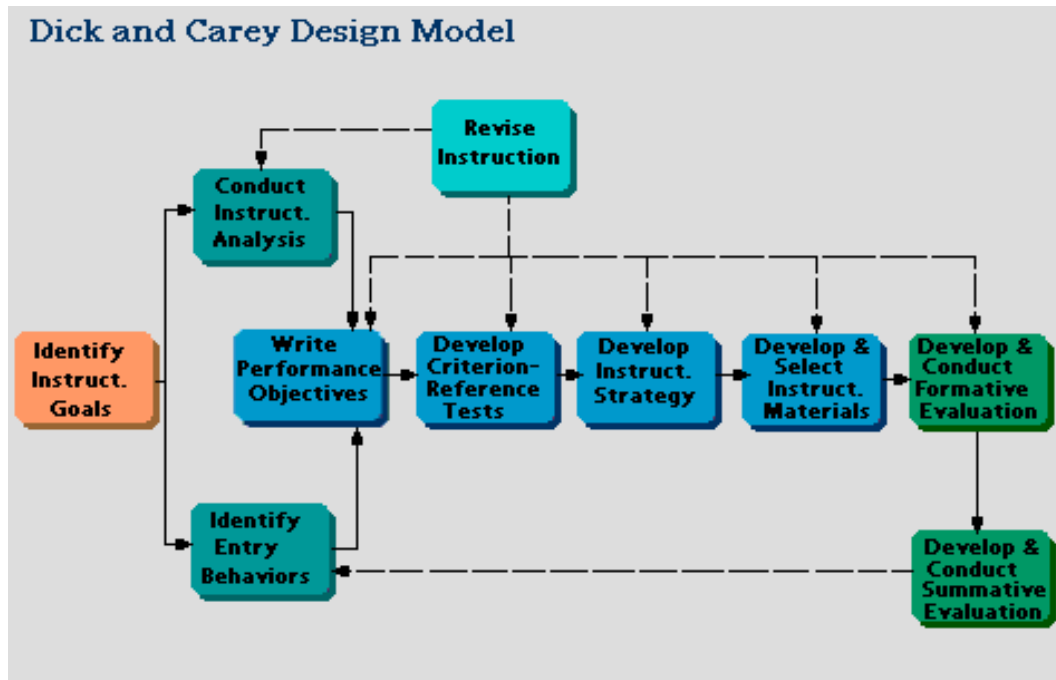 Dick and Carey Design Model
Revise
Instruction
Conduct
Instruct.
Analysis
Identify
Instruct.
Goals
Write
Performance
Objectives
Develop
Criterion-
Reference
Tests
Develop
Instruct.
Strategy
Develop &
Select
Instruct.
Materials
Develop &
Conduct
Formative
Evaluation
Identify
Entry
Behaviors
Develop &
Conduct
Summative
Evaluation